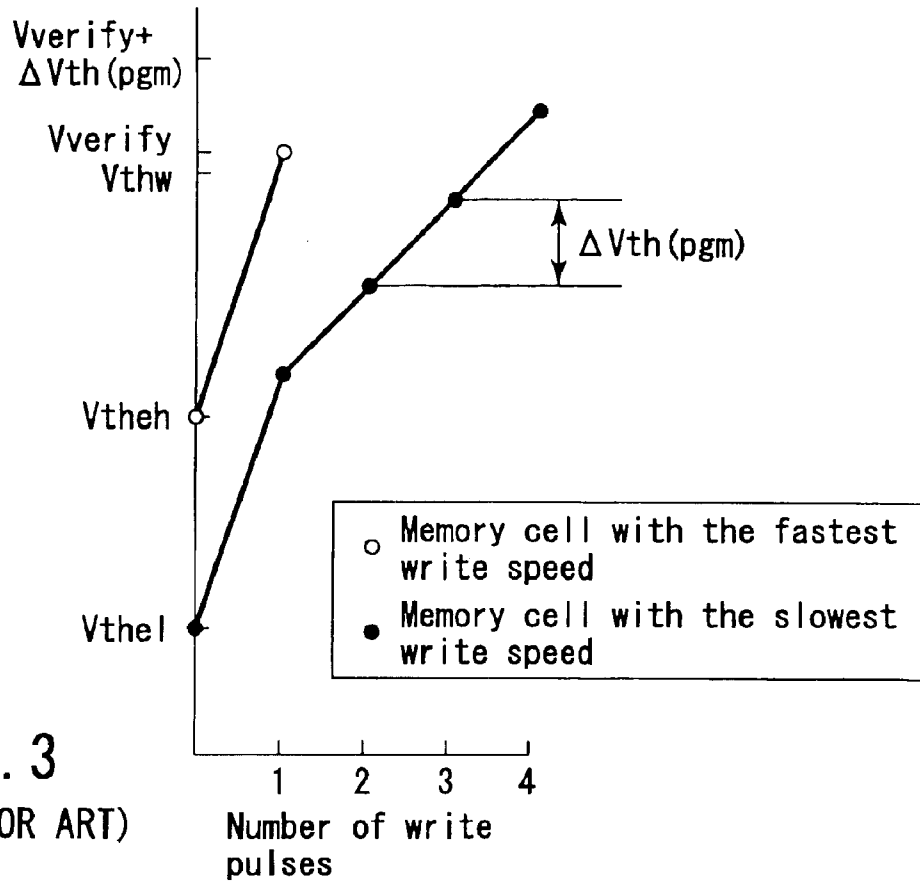 Vverify+
ΔVth(pgm)
Vverify
Vthw
ΔVth(pgm)
Vtheh
Memory cell with the fastest
write speed
Memory cell with the slowest
write speed
Vthel
1 2 3 4
.3
OR ART)
Number of write
pulses